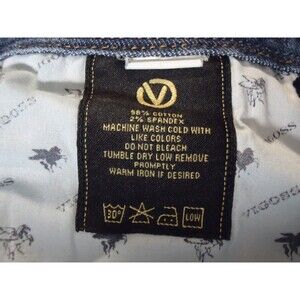 V
98% COTTON
2% SPANDEX
MACHINE WASH COLD WITH
LIKE COLORS
DO NOT BLEACH
TUMBLE DRY LOW REMOVE
PROMPTLY
WARM IRON IF DESIRED
30°
LOW
VIGOSS